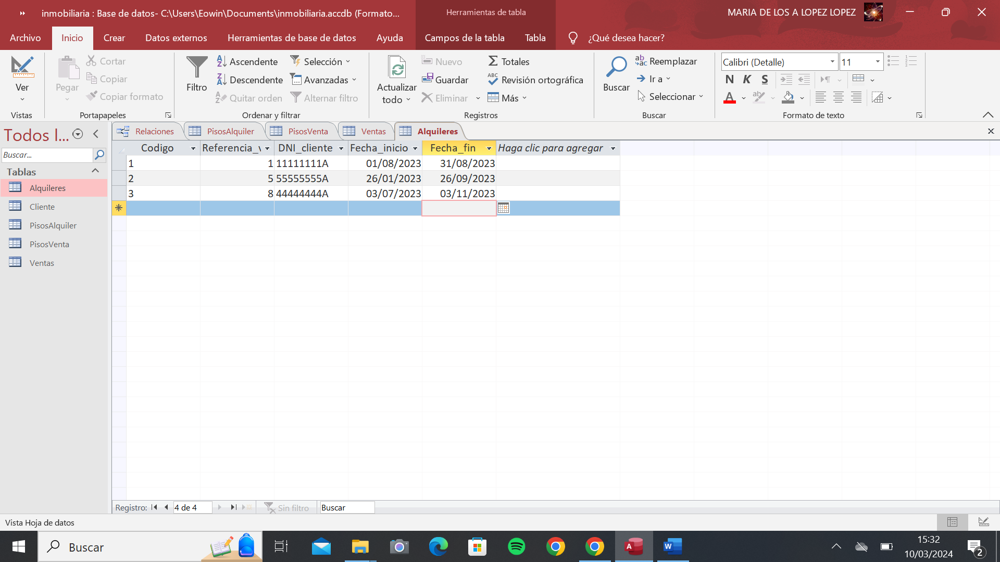 inmobiliaria : Base de datos- C:\Users\Eowin\Documents\inmobiliaria.accdb (Formato...
Herramientas de tabla
MARIA DE LOS A LOPEZ LOPEZ
Archivo Inicio Crear Datos externos Herramientas de base de datos Ayuda Campos de la tabla Tabla ¿Qué desea hacer?
Ver
Vistas
Pegar
Cortar
Copiar
Copiar formato
Portapapeles
Filtro
Ascendente
Descendente
Quitar orden
Selección
Avanzadas
Alternar filtro
Ordenar y filtrar
Actualizar
todo
Nuevo
Guardar
Eliminar
Totales
Revisión ortográfica
Más
Registros
Buscar
Reemplazar
Ir a
Seleccionar
Buscar
Calibri (Detalle) 11
N K S
A
Formato de texto
Todos l...
Buscar...
Tablas
Alquileres
Cliente
PisosAlquiler
PisosVenta
Ventas
Relaciones PisosAlquiler PisosVenta Ventas Alquileres
Codigo Referencia_v DNI_cliente Fecha_inicio Fecha_fin Haga clic para agregar
1 1 11111111A 01/08/2023 31/08/2023
2 5 55555555A 26/01/2023 26/09/2023
3 8 44444444A 03/07/2023 03/11/2023
Registro: 4 de 4 Sin filtro Buscar
Vista Hoja de datos
Buscar
15:32
10/03/2024
2